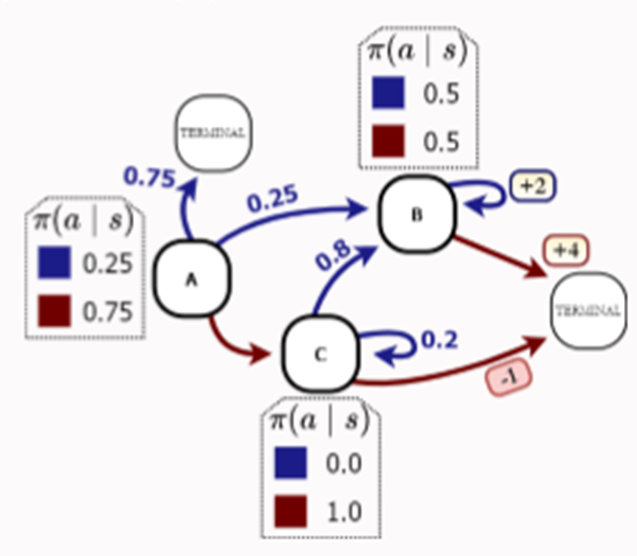 π(a | s)
0.5
0.5
TERMINAL
0.75
0.25
B
+2
π(a | s)
0.25
0.75
A
0.8
+4
TERMINAL
C
0.2
-1
π(a | s)
0.0
1.0